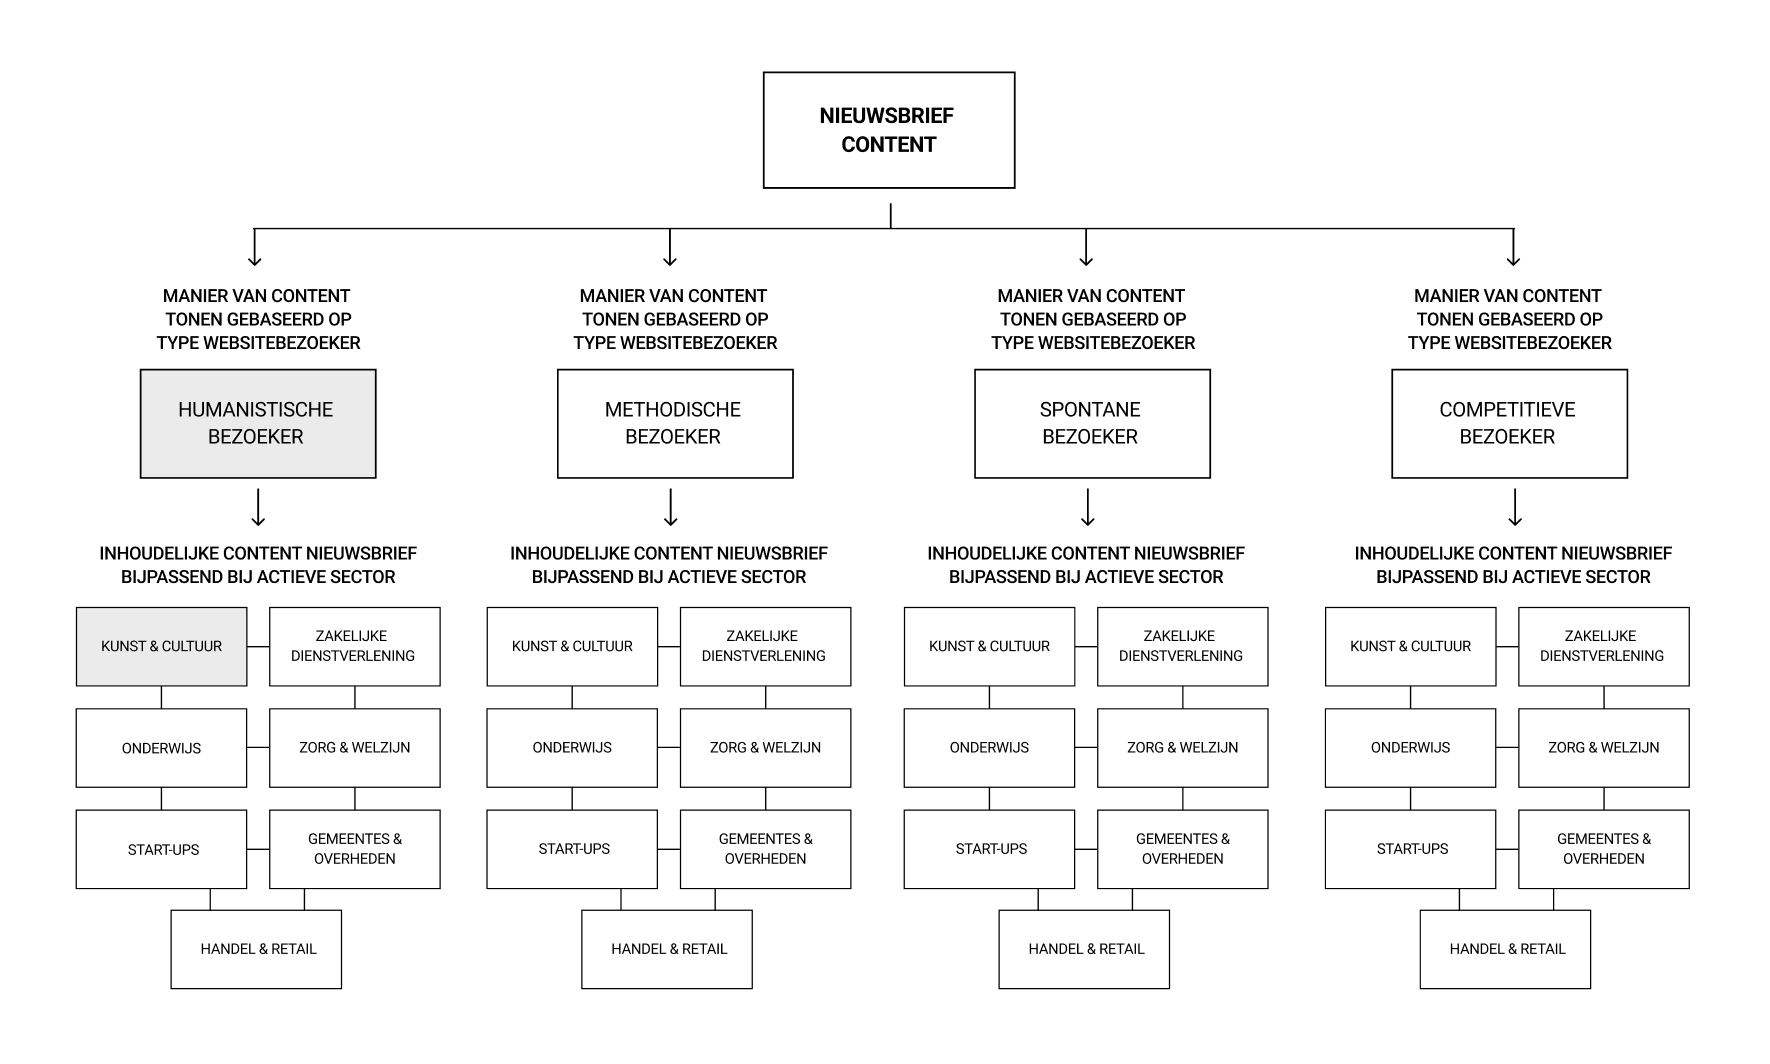 NIEUWSBRIEF
CONTENT
MANIER VAN CONTENT
TONEN GEBASEERD OP
TYPE WEBSITEBEZOEKER
HUMANISTISCHE
BEZOEKER
INHOUDELIJKE CONTENT NIEUWSBRIEF
BIJPASSEND BIJ ACTIEVE SECTOR
KUNST & CULTUUR
ZAKELIJKE
DIENSTVERLENING
ONDERWIJS
ZORG & WELZIJN
START-UPS
GEMEENTES &
OVERHEDEN
HANDEL & RETAIL
MANIER VAN CONTENT
TONEN GEBASEERD OP
TYPE WEBSITEBEZOEKER
METHODISCHE
BEZOEKER
INHOUDELIJKE CONTENT NIEUWSBRIEF
BIJPASSEND BIJ ACTIEVE SECTOR
KUNST & CULTUUR
ZAKELIJKE
DIENSTVERLENING
ONDERWIJS
ZORG & WELZIJN
START-UPS
GEMEENTES &
OVERHEDEN
HANDEL & RETAIL
MANIER VAN CONTENT
TONEN GEBASEERD OP
TYPE WEBSITEBEZOEKER
SPONTANE
BEZOEKER
INHOUDELIJKE CONTENT NIEUWSBRIEF
BIJPASSEND BIJ ACTIEVE SECTOR
KUNST & CULTUUR
ZAKELIJKE
DIENSTVERLENING
ONDERWIJS
ZORG & WELZIJN
START-UPS
GEMEENTES &
OVERHEDEN
HANDEL & RETAIL
MANIER VAN CONTENT
TONEN GEBASEERD OP
TYPE WEBSITEBEZOEKER
COMPETITIEVE
BEZOEKER
INHOUDELIJKE CONTENT NIEUWSBRIEF
BIJPASSEND BIJ ACTIEVE SECTOR
KUNST & CULTUUR
ZAKELIJKE
DIENSTVERLENING
ONDERWIJS
ZORG & WELZIJN
START-UPS
GEMEENTES &
OVERHEDEN
HANDEL & RETAIL